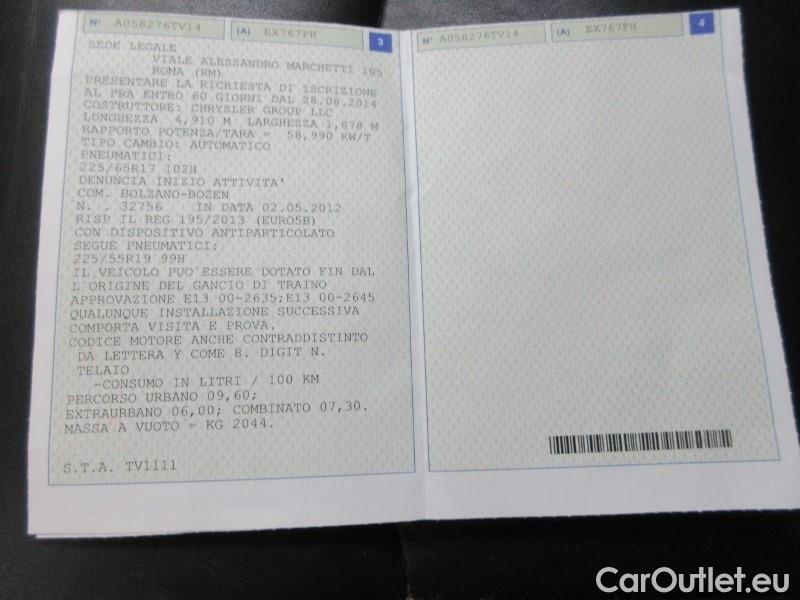 N° A058276TV14 (A) EX767FH 3
SEDE LEGALE
VIALE ALESSANDRO MARCHETTI 105
ROMA (RM)
PRESENTARE LA RICHIESTA DI ISCRIZIONE
AL PRA ENTRO 60 GIORNI DAL 28.08.2014
COSTRUTTORE: CHRYSLER GROUP LLC
LUNGHEZZA 4,910 M LARGHEZZA 1,878 M
RAPPORTO POTENZA/TARA = 58,990 KW/T
TIPO CAMBIO: AUTOMATICO
PNEUMATICI:
225/65R17 102H
DENUNCIA INIZIO ATTIVITA'
COM. BOLZANO-BOZEN
N. . . 32756 IN DATA 02.05.2012
RISP IL REG 195/2013 (EURO5B)
CON DISPOSITIVO ANTIPARTICOLATO
SEGUE PNEUMATICI:
225/55R19 99H
IL VEICOLO PUO'ESSERE DOTATO FIN DAL
L'ORIGINE DEL GANCIO DI TRAINO
APPROVAZIONE E13 00-2635;E13 00-2645
QUALUNQUE INSTALLAZIONE SUCCESSIVA
COMPORTA VISITA E PROVA.
CODICE MOTORE ANCHE CONTRADDISTINTO
DA LETTERA Y COME 8. DIGIT N.
TELAIO
-CONSUMO IN LITRI / 100 KM
PERCORSO URBANO 09,60;
EXTRAURBANO 06,00; COMBINATO 07,30.
MASSA A VUOTO = KG 2044.
S.T.A. TV1111
N° A058276TV14 (A) EX767FH 4
CarOutlet.eu